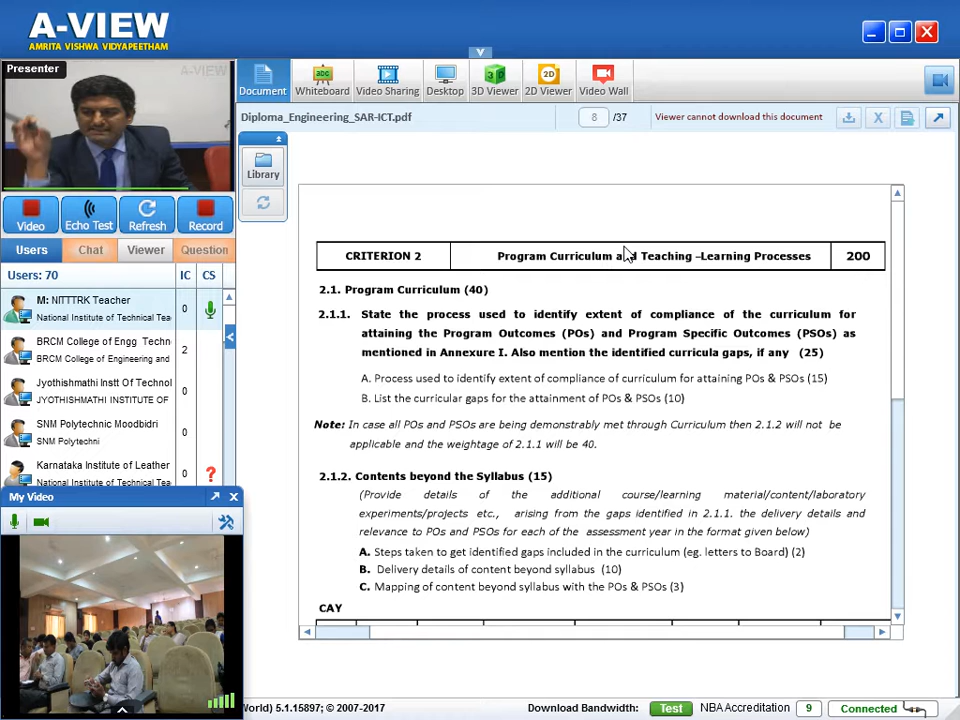 A-VIEW
AMRITA VISHWA VIDYAPEETHAM
Presenter
A-VIEW
Document
abc
Whiteboard
Video Sharing
Desktop
3D
3D Viewer
2D
2D Viewer
Video Wall
Diploma_Engineering_SAR-ICT.pdf
8 /37
Viewer cannot download this document
Library
Video
Echo Test
Refresh
Record
Users
Chat
Viewer
Question
Users: 70
IC
CS
M: NITTTRK Teacher
National Institute of Technical Tea
0
BRCM College of Engg Techn
BRCM College of Engineering and
2
Jyothishmathi Instt Of Technol
JYOTHISHMATHI INSTITUTE OF
0
SNM Polytechnic Moodbidri
SNM Polytechni
0
Karnataka Institute of Leather
National Institute of Technical Tea
0
?
My Video
CRITERION 2
Program Curriculum and Teaching –Learning Processes
200
2.1. Program Curriculum (40)
2.1.1. State the process used to identify extent of compliance of the curriculum for
attaining the Program Outcomes (POs) and Program Specific Outcomes (PSOs) as
mentioned in Annexure I. Also mention the identified curricula gaps, if any (25)
A. Process used to identify extent of compliance of curriculum for attaining POs & PSOs (15)
B. List the curricular gaps for the attainment of POs & PSOs (10)
Note: In case all POs and PSOs are being demonstrably met through Curriculum then 2.1.2 will not be
applicable and the weightage of 2.1.1 will be 40.
2.1.2. Contents beyond the Syllabus (15)
(Provide details of the additional course/learning material/content/laboratory
experiments/projects etc., arising from the gaps identified in 2.1.1. the delivery details and
relevance to POs and PSOs for each of the assessment year in the format given below)
A. Steps taken to get identified gaps included in the curriculum (eg. letters to Board) (2)
B. Delivery details of content beyond syllabus (10)
C. Mapping of content beyond syllabus with the POs & PSOs (3)
CAY
World) 5.1.15897; © 2007-2017
Download Bandwidth:
Test
NBA Accreditation
9
Connected